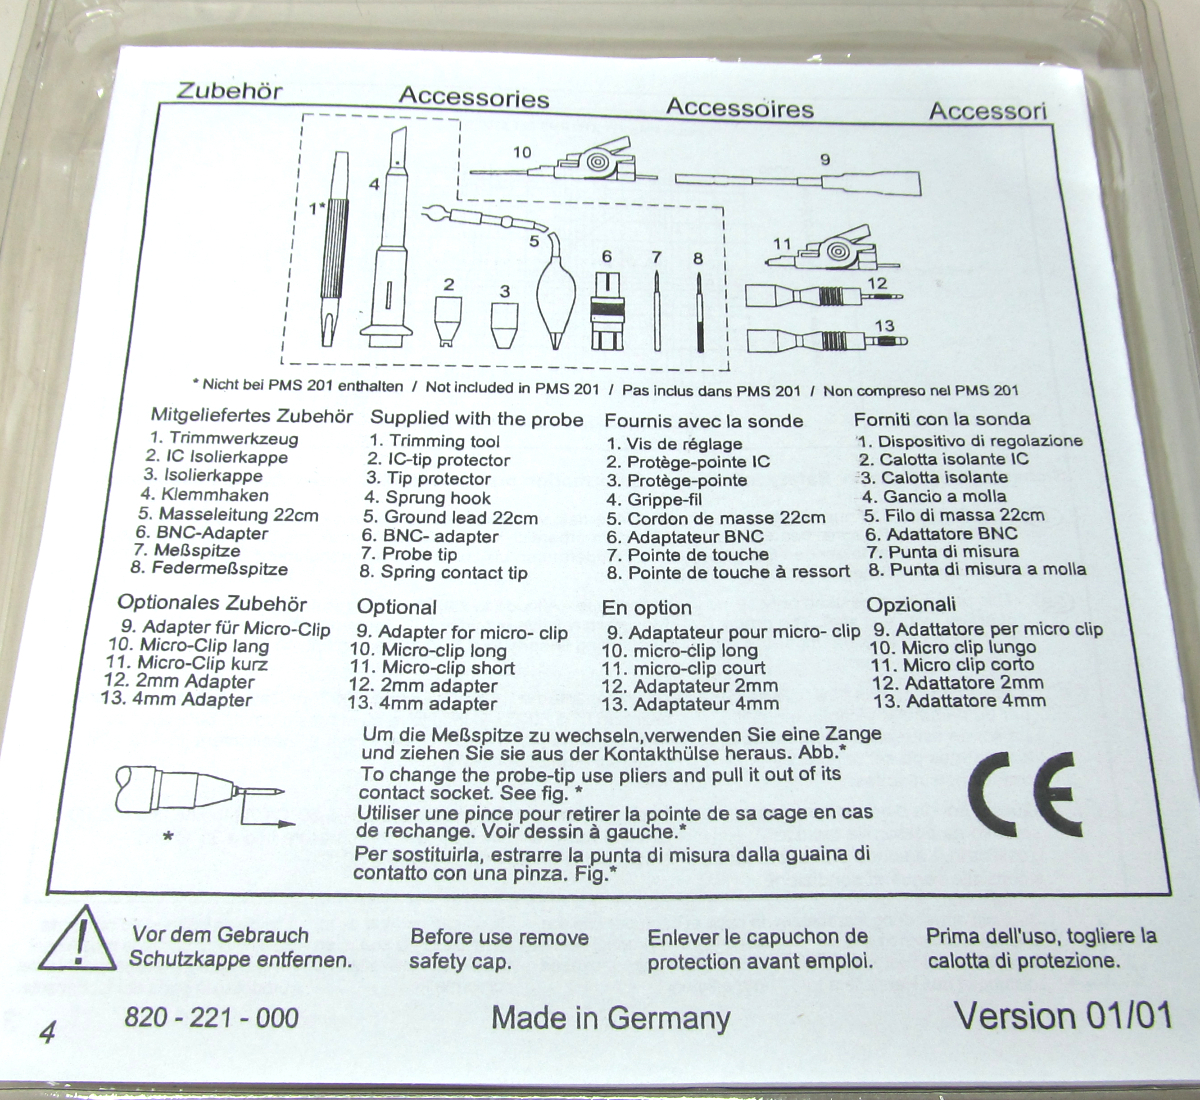 Zubehör Accessories Accessoires Accessori
10
9
4
1*
5
11
6 7 8
2 3
12
13
* Nicht bei PMS 201 enthalten / Not included in PMS 201 / Pas inclus dans PMS 201 / Non compreso nel PMS 201
Mitgeliefertes Zubehör
1. Trimmwerkzeug
2. IC Isolierkappe
3. Isolierkappe
4. Klemmhaken
5. Masseleitung 22cm
6. BNC-Adapter
7. Meßspitze
8. Federmeßspitze
Supplied with the probe
1. Trimming tool
2. IC-tip protector
3. Tip protector
4. Sprung hook
5. Ground lead 22cm
6. BNC- adapter
7. Probe tip
8. Spring contact tip
Fournis avec la sonde
1. Vis de réglage
2. Protège-pointe IC
3. Protège-pointe
4. Grippe-fil
5. Cordon de masse 22cm
6. Adaptateur BNC
7. Pointe de touche
8. Pointe de touche à ressort
Forniti con la sonda
1. Dispositivo di regolazione
2. Calotta isolante IC
3. Calotta isolante
4. Gancio a molla
5. Filo di massa 22cm
6. Adattatore BNC
7. Punta di misura
8. Punta di misura a molla
Optionales Zubehör
9. Adapter für Micro-Clip
10. Micro-Clip lang
11. Micro-Clip kurz
12. 2mm Adapter
13. 4mm Adapter
Optional
9. Adapter for micro- clip
10. Micro-clip long
11. Micro-clip short
12. 2mm adapter
13. 4mm adapter
En option
9. Adaptateur pour micro- clip
10. micro-clip long
11. micro-clip court
12. Adaptateur 2mm
13. Adaptateur 4mm
Opzionali
9. Adattatore per micro clip
10. Micro clip lungo
11. Micro clip corto
12. Adattatore 2mm
13. Adattatore 4mm
Um die Meßspitze zu wechseln,verwenden Sie eine Zange
und ziehen Sie sie aus der Kontakthülse heraus. Abb.*
To change the probe-tip use pliers and pull it out of its
contact socket. See fig. *
Utiliser une pince pour retirer la pointe de sa cage en cas
de rechange. Voir dessin à gauche.*
Per sostituirla, estrarre la punta di misura dalla guaina di
contatto con una pinza. Fig.*
*
CE
!
Vor dem Gebrauch
Schutzkappe entfernen.
Before use remove
safety cap.
Enlever le capuchon de
protection avant emploi.
Prima dell'uso, togliere la
calotta di protezione.
4 820 - 221 - 000 Made in Germany Version 01/01